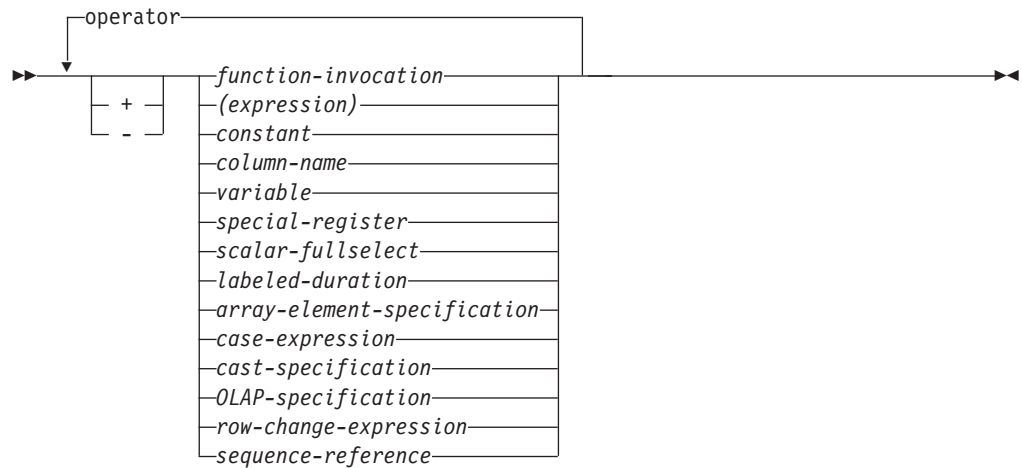 operator
function-invocation
+
(expression)
-
constant
column-name
variable
special-register
scalar-fullselect
labeled-duration
array-element-specification
case-expression
cast-specification
OLAP-specification
row-change-expression
sequence-reference